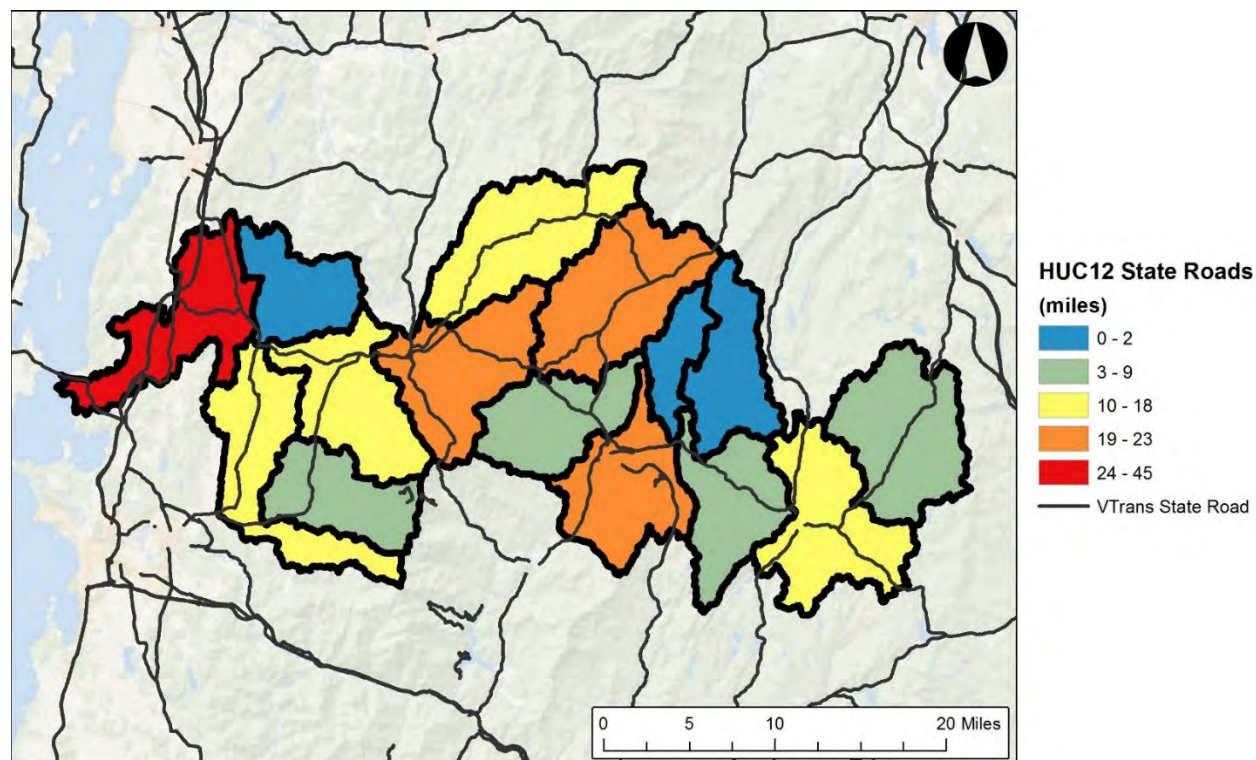 HUC12 State Roads
(miles)
0 - 2
3 - 9
10 - 18
19 - 23
24 - 45
VTrans State Road
0 5 10 20 Miles